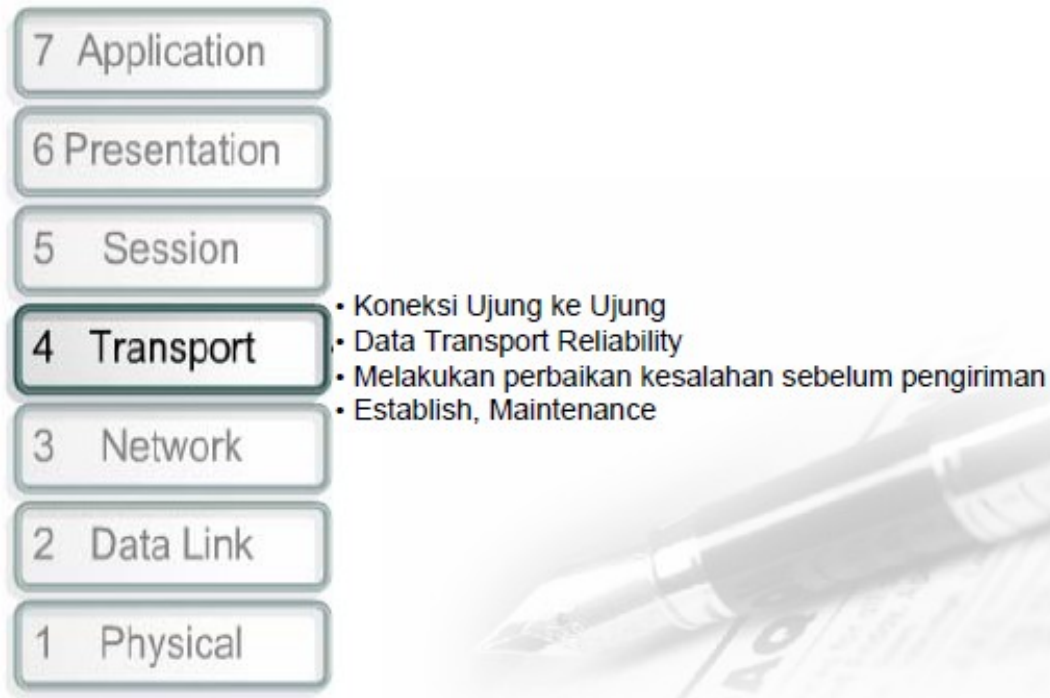 7 Application
6 Presentation
5 Session
4 Transport
• Koneksi Ujung ke Ujung
• Data Transport Reliability
• Melakukan perbaikan kesalahan sebelum pengiriman
• Establish, Maintenance
3 Network
2 Data Link
1 Physical